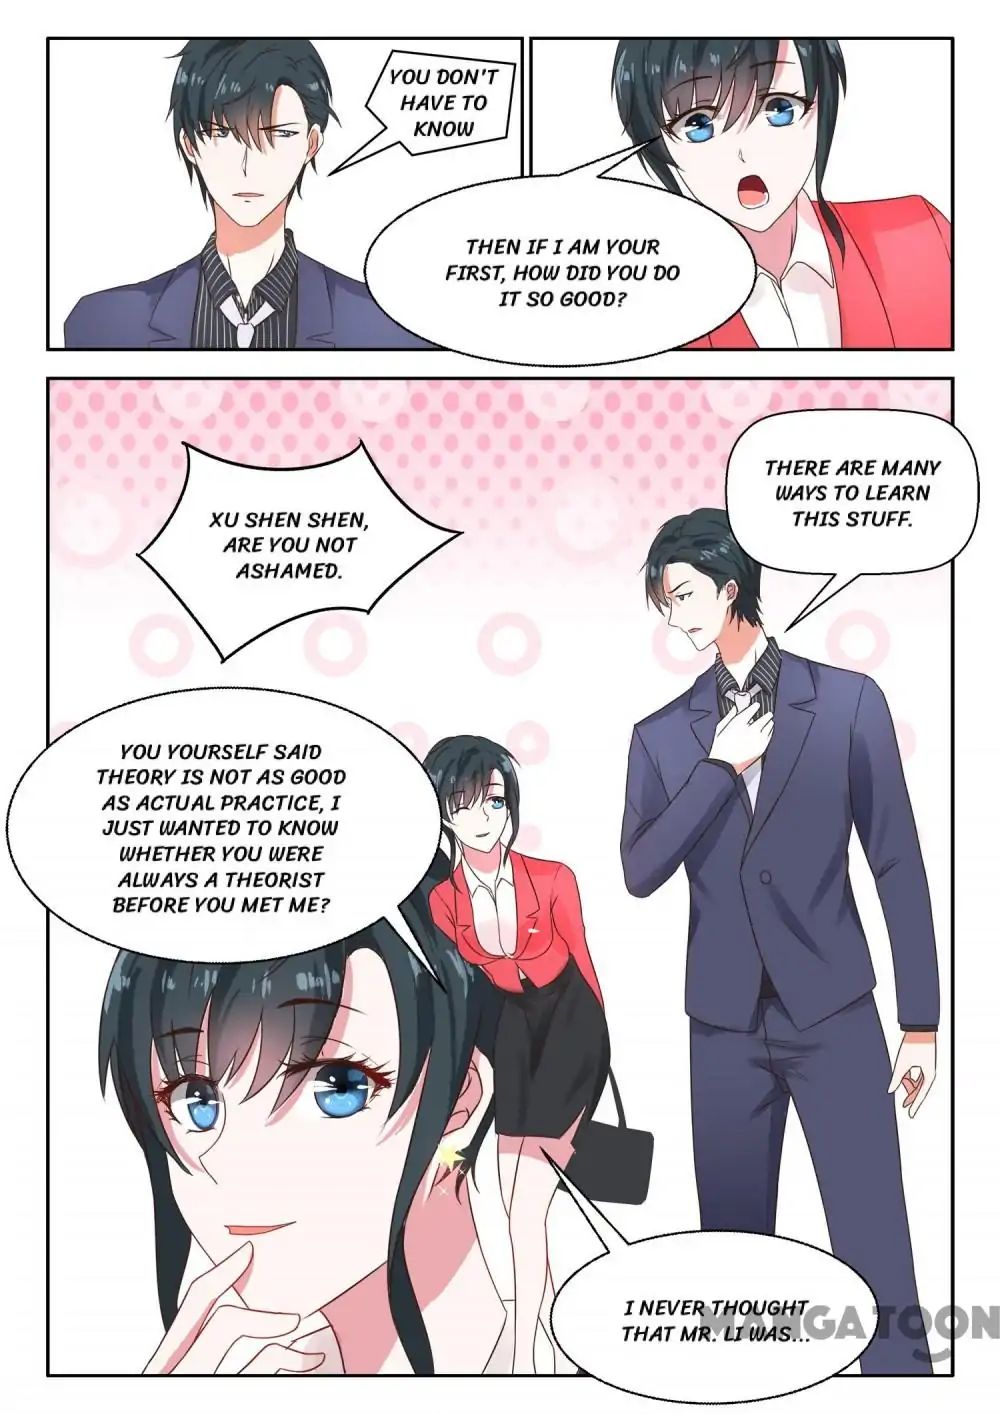 YOU DON'T
HAVE TO
KNOW
THEN IF I AM YOUR
FIRST, HOW DID YOU DO
IT SO GOOD?
THERE ARE MANY
WAYS TO LEARN
THIS STUFF.
XU SHEN SHEN,
ARE YOU NOT
ASHAMED.
YOU YOURSELF SAID
THEORY IS NOT AS GOOD
AS ACTUAL PRACTICE, I
JUST WANTED TO KNOW
WHETHER YOU WERE
ALWAYS A THEORIST
BEFORE YOU MET ME?
I NEVER THOUGHT
THAT MR. LI WAS...
MANGATOON